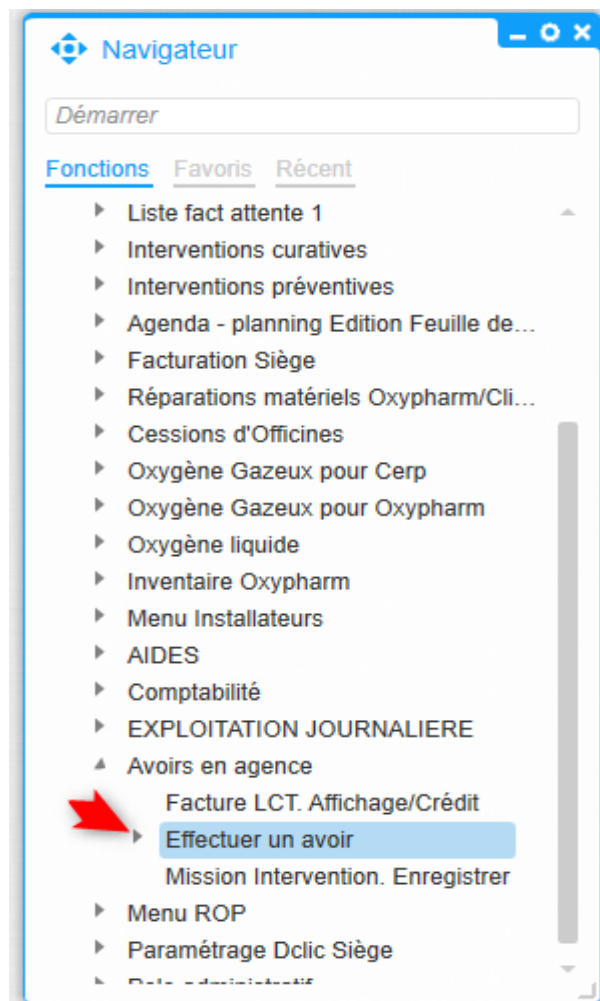 Navigateur
Démarrer
Fonctions Favoris Récent
Liste fact attente 1
Interventions curatives
Interventions préventives
Agenda - planning Edition Feuille de...
Facturation Siège
Réparations matériels Oxypharm/Cli...
Cessions d'Officines
Oxygène Gazeux pour Cerp
Oxygène Gazeux pour Oxypharm
Oxygène liquide
Inventaire Oxypharm
Menu Installateurs
AIDES
Comptabilité
EXPLOITATION JOURNALIERE
Avoirs en agence
Facture LCT. Affichage/Crédit
Effectuer un avoir
Mission Intervention. Enregistrer
Menu ROP
Paramétrage Dclic Siège